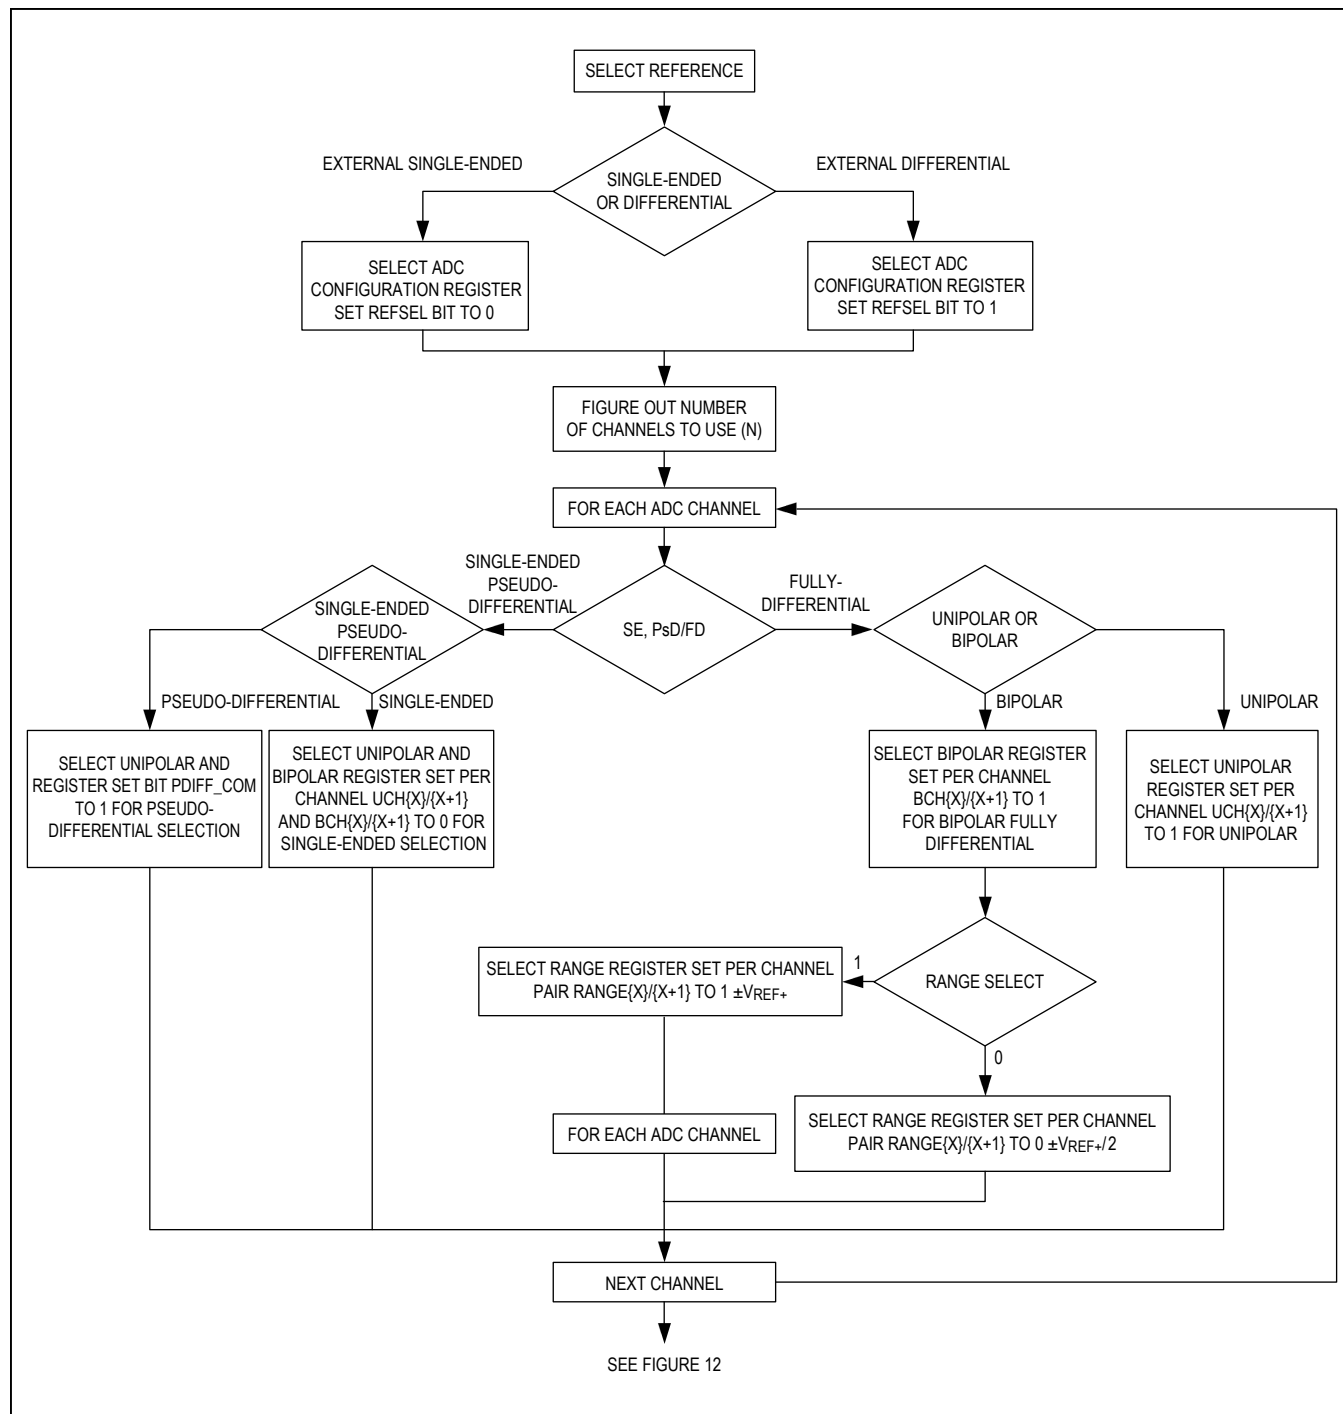 SELECT REFERENCE
EXTERNAL SINGLE-ENDED
EXTERNAL DIFFERENTIAL
SINGLE-ENDED
OR DIFFERENTIAL
SELECT ADC
CONFIGURATION REGISTER
SET REFSEL BIT TO 0
SELECT ADC
CONFIGURATION REGISTER
SET REFSEL BIT TO 1
FIGURE OUT NUMBER
OF CHANNELS TO USE (N)
FOR EACH ADC CHANNEL
SINGLE-ENDED
PSEUDO-
DIFFERENTIAL
FULLY-
DIFFERENTIAL
SINGLE-ENDED
PSEUDO-
DIFFERENTIAL
SE, PsD/FD
UNIPOLAR OR
BIPOLAR
PSEUDO-DIFFERENTIAL
SINGLE-ENDED
BIPOLAR
UNIPOLAR
SELECT UNIPOLAR AND
REGISTER SET BIT PDIFF_COM
TO 1 FOR PSEUDO-
DIFFERENTIAL SELECTION
SELECT UNIPOLAR AND
BIPOLAR REGISTER SET PER
CHANNEL UCH{X}/{X+1}
AND BCH{X}/{X+1} TO 0 FOR
SINGLE-ENDED SELECTION
SELECT BIPOLAR REGISTER
SET PER CHANNEL
BCH{X}/{X+1} TO 1
FOR BIPOLAR FULLY
DIFFERENTIAL
SELECT UNIPOLAR
REGISTER SET PER
CHANNEL UCH{X}/{X+1}
TO 1 FOR UNIPOLAR
SELECT RANGE REGISTER SET PER CHANNEL
PAIR RANGE{X}/{X+1} TO 1 ±VREF+
1
RANGE SELECT
0
FOR EACH ADC CHANNEL
SELECT RANGE REGISTER SET PER CHANNEL
PAIR RANGE{X}/{X+1} TO 0 ±VREF+/2
NEXT CHANNEL
SEE FIGURE 12